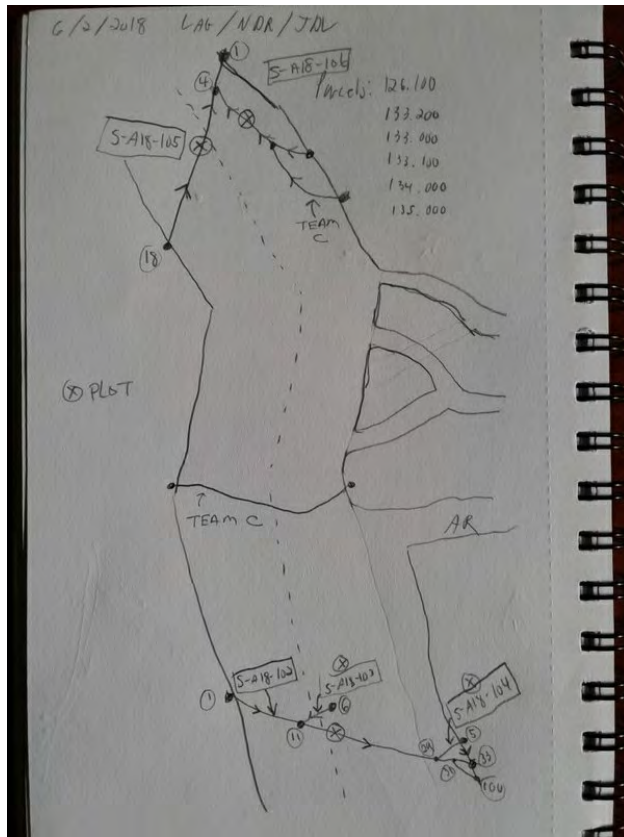 6/2/2018 LAG/NDR/JDL
1
S-A18-106
4
Parcels: 126.100
133.200
133.000
133.100
134.000
135.000
S-A18-105
TEAM
C
18
X PLOT
TEAM C
AR
S-A18-102
S-A18-103
6
1
11
S-A18-104
5
33